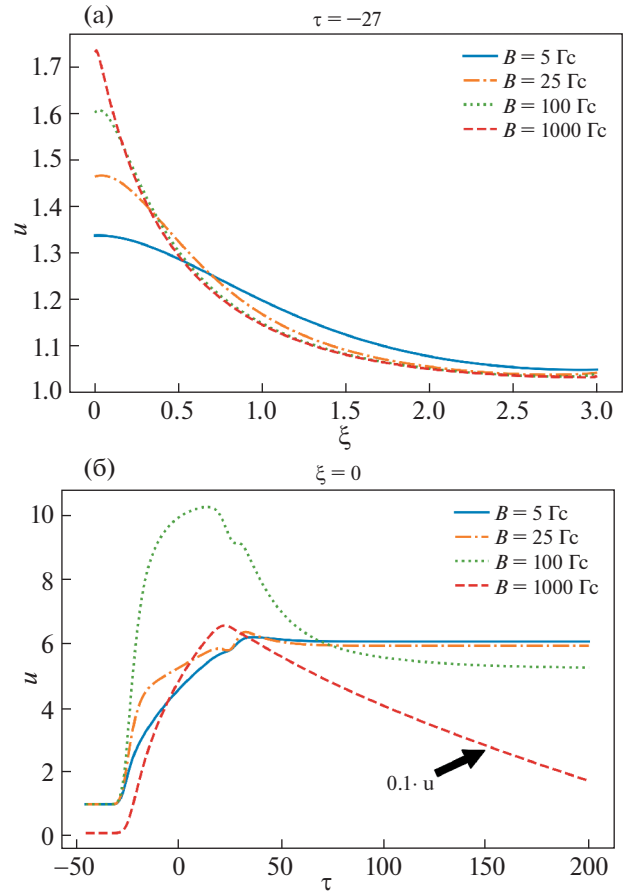 (а)
τ = −27
B = 5 Гс
B = 25 Гс
B = 100 Гс
B = 1000 Гс
1.7
1.6
1.5
1.4
1.3
1.2
1.1
1.0
u
0 0.5 1.0 1.5 2.0 2.5 3.0
ξ
(б)
ξ = 0
B = 5 Гс
B = 25 Гс
B = 100 Гс
B = 1000 Гс
10
8
6
4
2
0
u
0.1· u
−50 0 50 100 150 200
τ